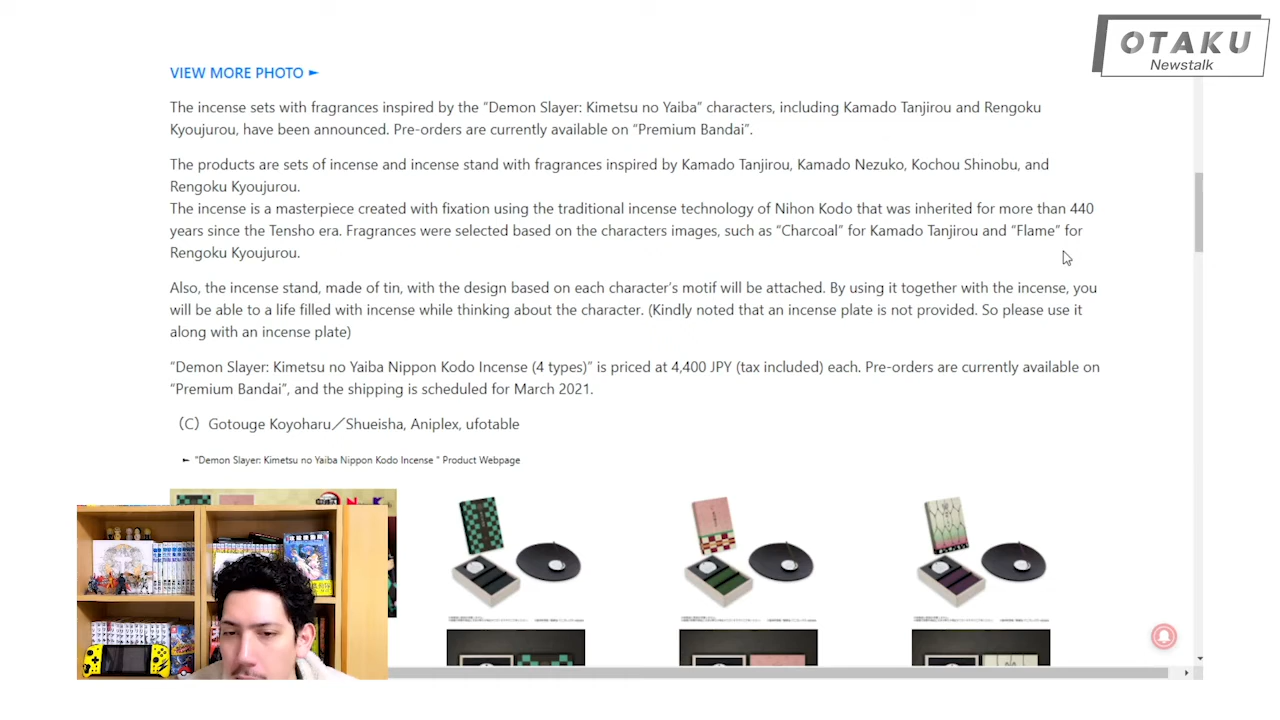 OTAKU
Newstalk
VIEW MORE PHOTO ►
The incense sets with fragrances inspired by the “Demon Slayer: Kimetsu no Yaiba” characters, including Kamado Tanjirou and Rengoku
Kyoujurou, have been announced. Pre-orders are currently available on “Premium Bandai”.
The products are sets of incense and incense stand with fragrances inspired by Kamado Tanjirou, Kamado Nezuko, Kochou Shinobu, and
Rengoku Kyoujurou.
The incense is a masterpiece created with fixation using the traditional incense technology of Nihon Kodo that was inherited for more than 440
years since the Tensho era. Fragrances were selected based on the characters images, such as “Charcoal” for Kamado Tanjirou and “Flame” for
Rengoku Kyoujurou.
Also, the incense stand, made of tin, with the design based on each character’s motif will be attached. By using it together with the incense, you
will be able to a life filled with incense while thinking about the character. (Kindly noted that an incense plate is not provided. So please use it
along with an incense plate)
“Demon Slayer: Kimetsu no Yaiba Nippon Kodo Incense (4 types)” is priced at 4,400 JPY (tax included) each. Pre-orders are currently available on
“Premium Bandai”, and the shipping is scheduled for March 2021.
（C）Gotouge Koyoharu／Shueisha, Aniplex, ufotable
► “Demon Slayer: Kimetsu no Yaiba Nippon Kodo Incense “ Product Webpage